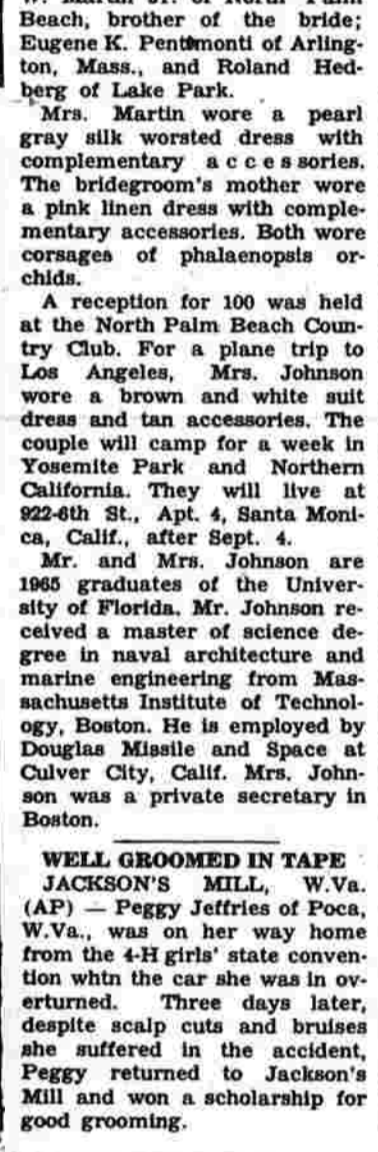 W. Martin Jr. of North Palm
Beach, brother of the bride;
Eugene K. Pentimonti of Arling-
ton, Mass., and Roland Hed-
berg of Lake Park.
Mrs. Martin wore a pearl
gray silk worsted dress with
complementary a c c e s sories.
The bridegroom's mother wore
a pink linen dress with comple-
mentary accessories. Both wore
corsages of phalaenopsis or-
chids.
A reception for 100 was held
at the North Palm Beach Coun-
try Club. For a plane trip to
Los Angeles, Mrs. Johnson
wore a brown and white suit
dress and tan accessories. The
couple will camp for a week in
Yosemite Park and Northern
California. They will live at
922-6th St., Apt. 4, Santa Moni-
ca, Calif., after Sept. 4.
Mr. and Mrs. Johnson are
1965 graduates of the Univer-
sity of Florida. Mr. Johnson re-
ceived a master of science de-
gree in naval architecture and
marine engineering from Mas-
sachusetts Institute of Technol-
ogy, Boston. He is employed by
Douglas Missile and Space at
Culver City, Calif. Mrs. John-
son was a private secretary in
Boston.
WELL GROOMED IN TAPE
JACKSON'S MILL, W.Va.
(AP) — Peggy Jeffries of Poca,
W.Va., was on her way home
from the 4-H girls' state conven-
tion whtn the car she was in ov-
erturned. Three days later,
despite scalp cuts and bruises
she suffered in the accident,
Peggy returned to Jackson's
Mill and won a scholarship for
good grooming.